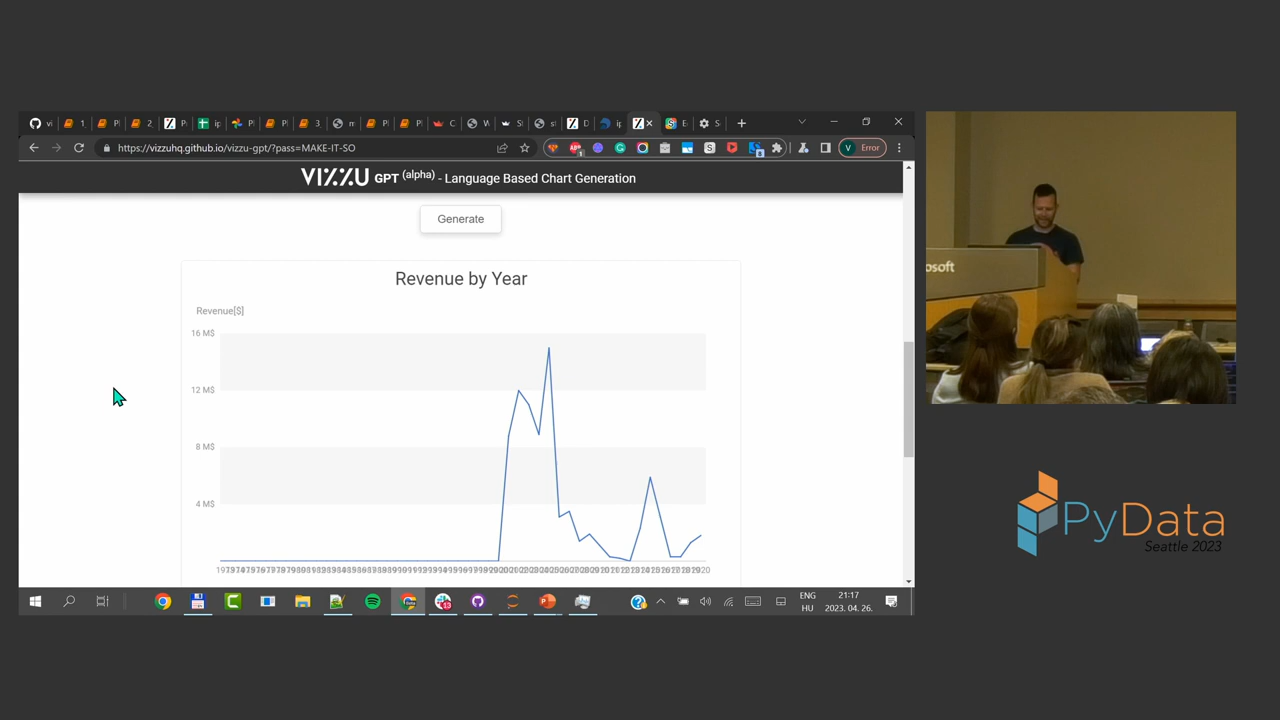 https://vizzuhq.github.io/vizzu-gpt/?pass=MAKE-IT-SO
V
Error
VIZZU GPT (alpha) - Language Based Chart Generation
Generate
Revenue by Year
Revenue[$]
16 M$
12 M$
8 M$
4 M$
osoft
PyData
Seattle 2023
ENG
HU
21:17
2023. 04. 26.